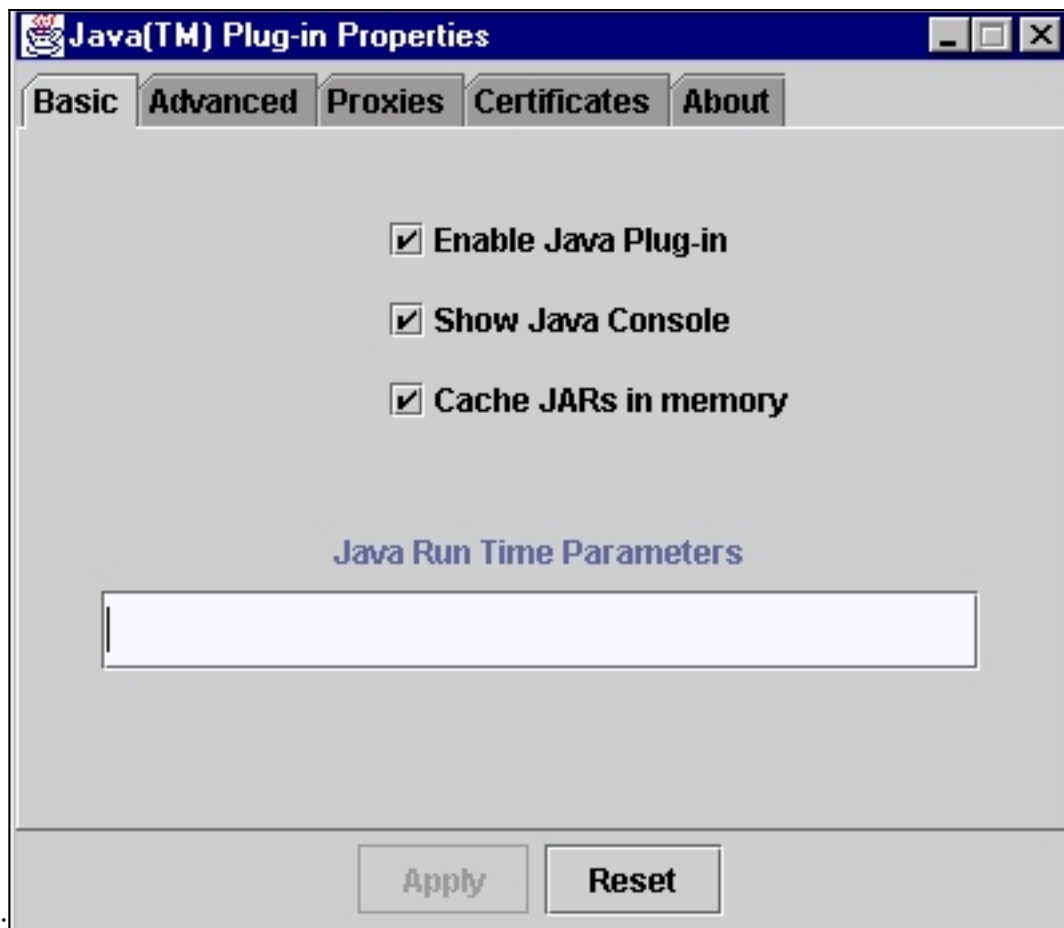 Java(TM) Plug-in Properties
Basic Advanced Proxies Certificates About
Enable Java Plug-in
Show Java Console
Cache JARs in memory
Java Run Time Parameters
Apply Reset
.